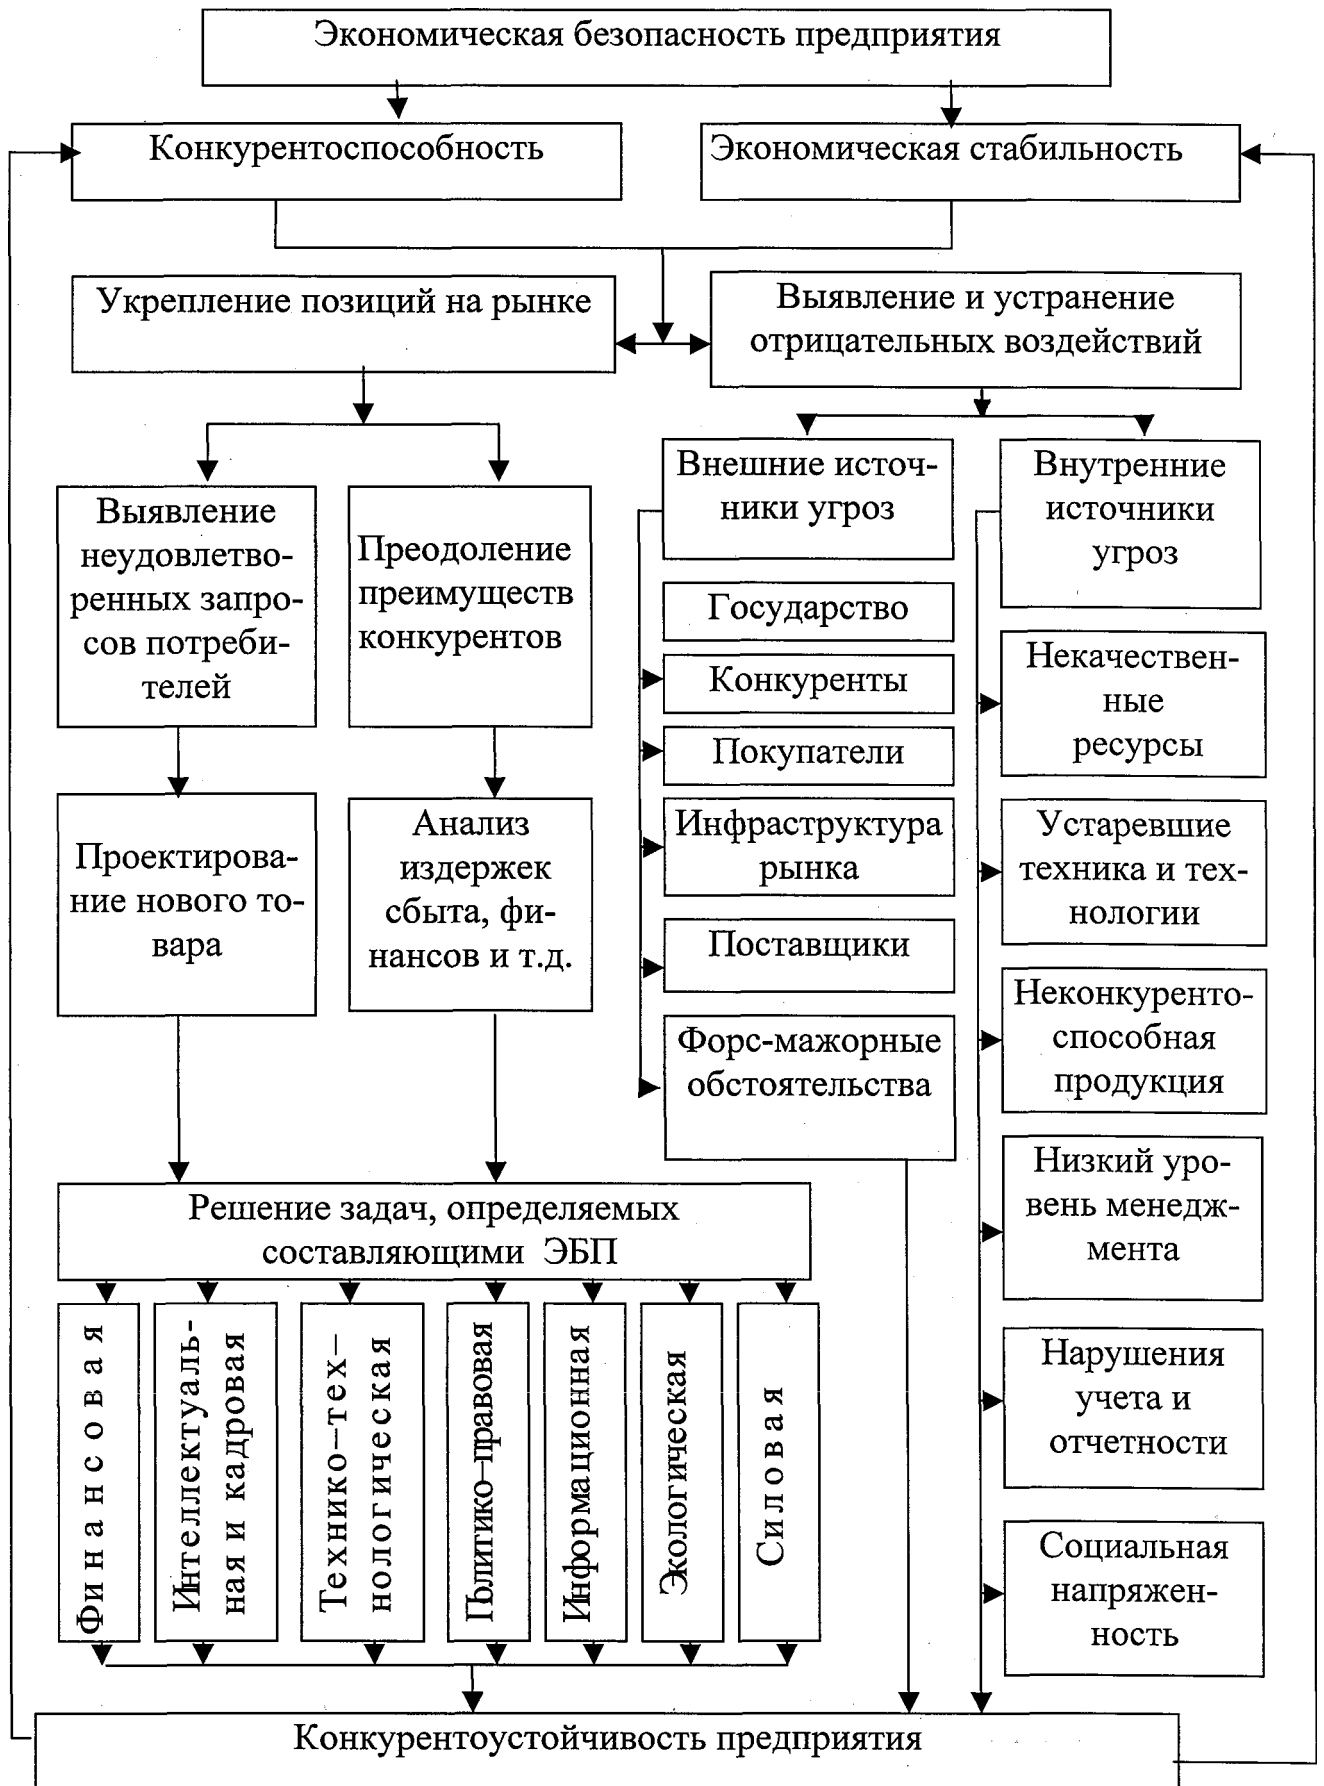 Экономическая безопасность предприятия
Конкурентоспособность
Экономическая стабильность
Укрепление позиций на рынке
Выявление и устранение
отрицательных воздействий
Выявление
неудовлетво-
ренных запро-
сов потреби-
телей
Преодоление
преимуществ
конкурентов
Проектирова-
ние нового то-
вара
Анализ
издержек
сбыта, фи-
нансов и т.д.
Внешние источ-
ники угроз
Государство
Конкуренты
Покупатели
Инфраструктура
рынка
Поставщики
Форс-мажорные
обстоятельства
Внутренние
источники
угроз
Некачествен-
ные
ресурсы
Устаревшие
техника и тех-
нологии
Неконкуренто-
способная
продукция
Низкий уро-
вень менедж-
мента
Нарушения
учета и
отчетности
Социальная
напряжен-
ность
Решение задач, определяемых
составляющими ЭБП
Финансовая
Интеллектуаль-
ная и кадровая
Технико–тех–
нологическая
Политико–правовая
Информационная
Экологическая
Силовая
Конкурентоустойчивость предприятия